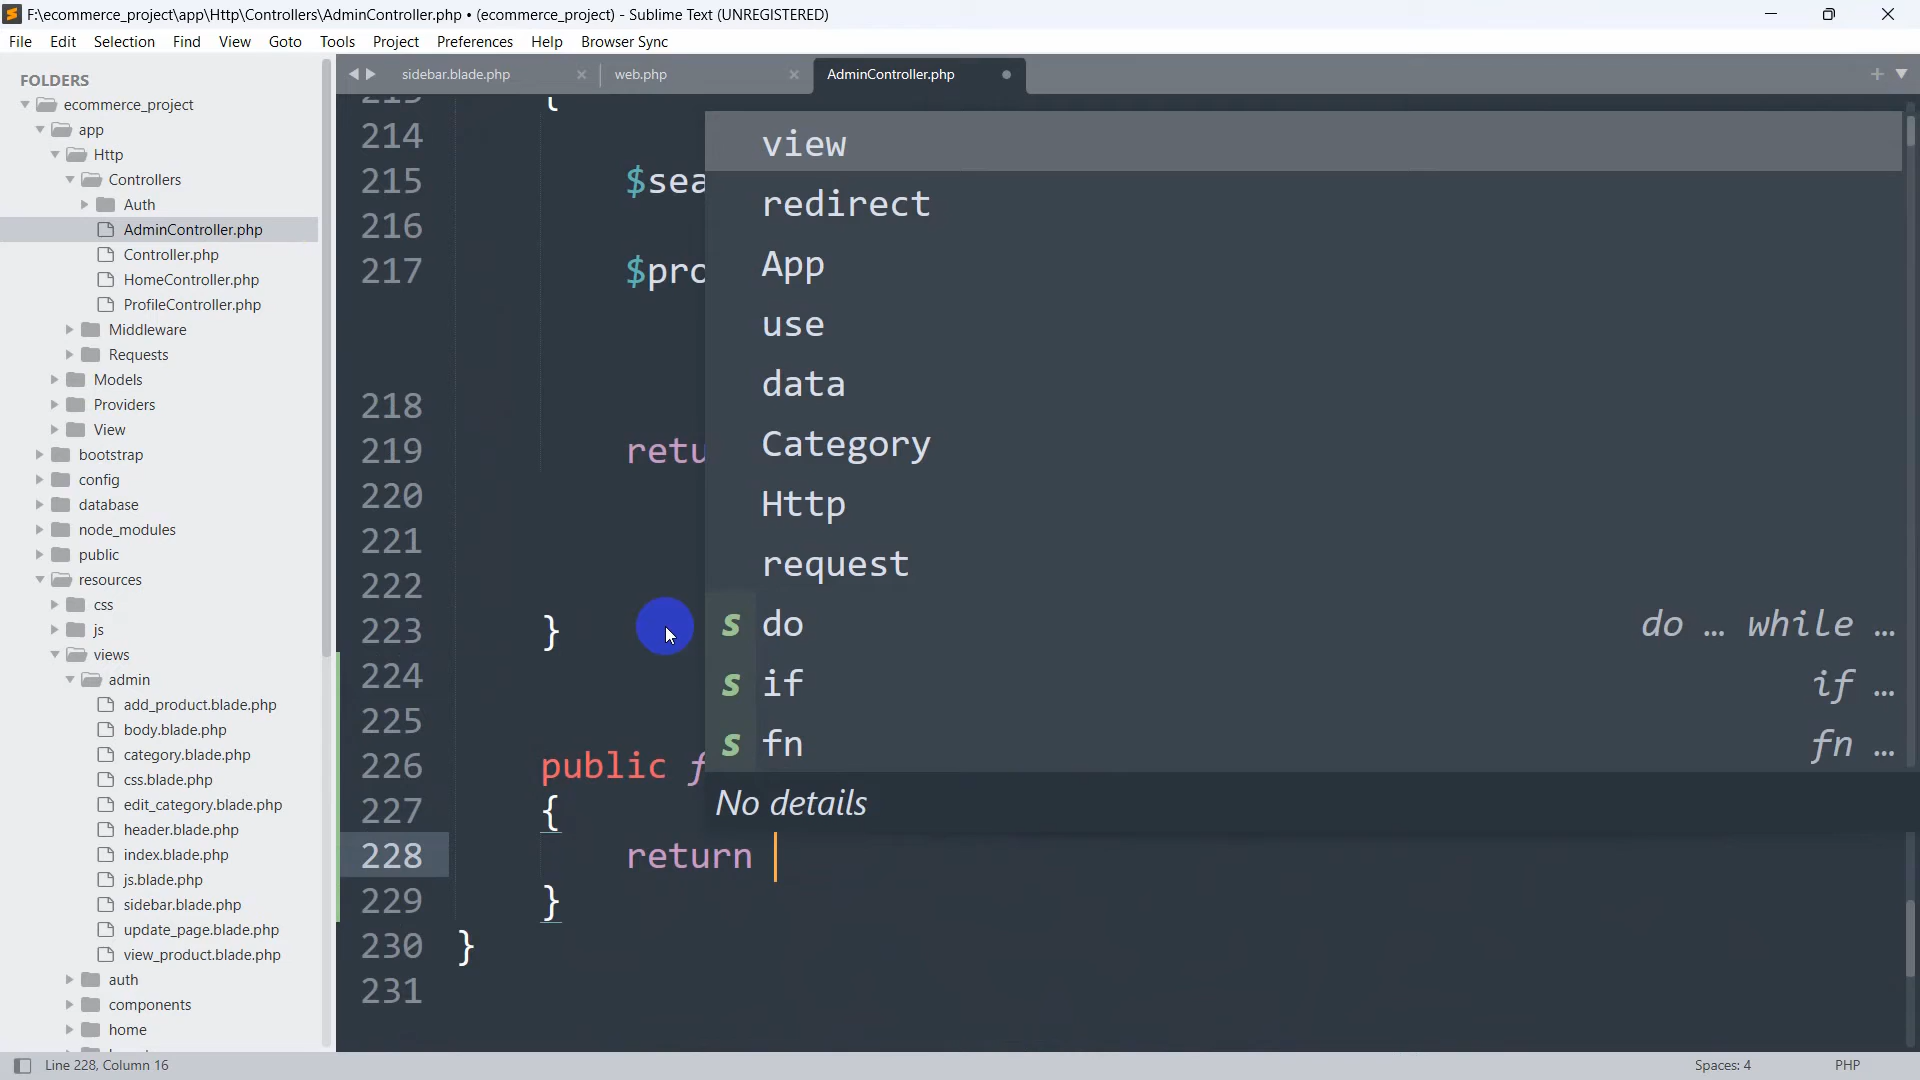 F:\ecommerce_project\app\Http\Controllers\AdminController.php • (ecommerce_project) - Sublime Text (UNREGISTERED)
File Edit Selection Find View Goto Tools Project Preferences Help Browser Sync
FOLDERS
ecommerce_project
app
Http
Controllers
Auth
AdminController.php
Controller.php
HomeController.php
ProfileController.php
Middleware
Requests
Models
Providers
View
bootstrap
config
database
node_modules
public
resources
css
js
views
admin
add_product.blade.php
body.blade.php
category.blade.php
css.blade.php
edit_category.blade.php
header.blade.php
index.blade.php
js.blade.php
sidebar.blade.php
update_page.blade.php
view_product.blade.php
auth
components
home
sidebar.blade.php web.php AdminController.php
213 {
214
215 $sea
216
217 $pro
218
219 retu
220
221
222
223 }
224
225
226 public f
227 {
228 return
229 }
230 }
231
view
redirect
App
use
data
Category
Http
request
s do do … while …
s if if …
s fn fn …
No details
Line 228, Column 16 Spaces: 4 PHP